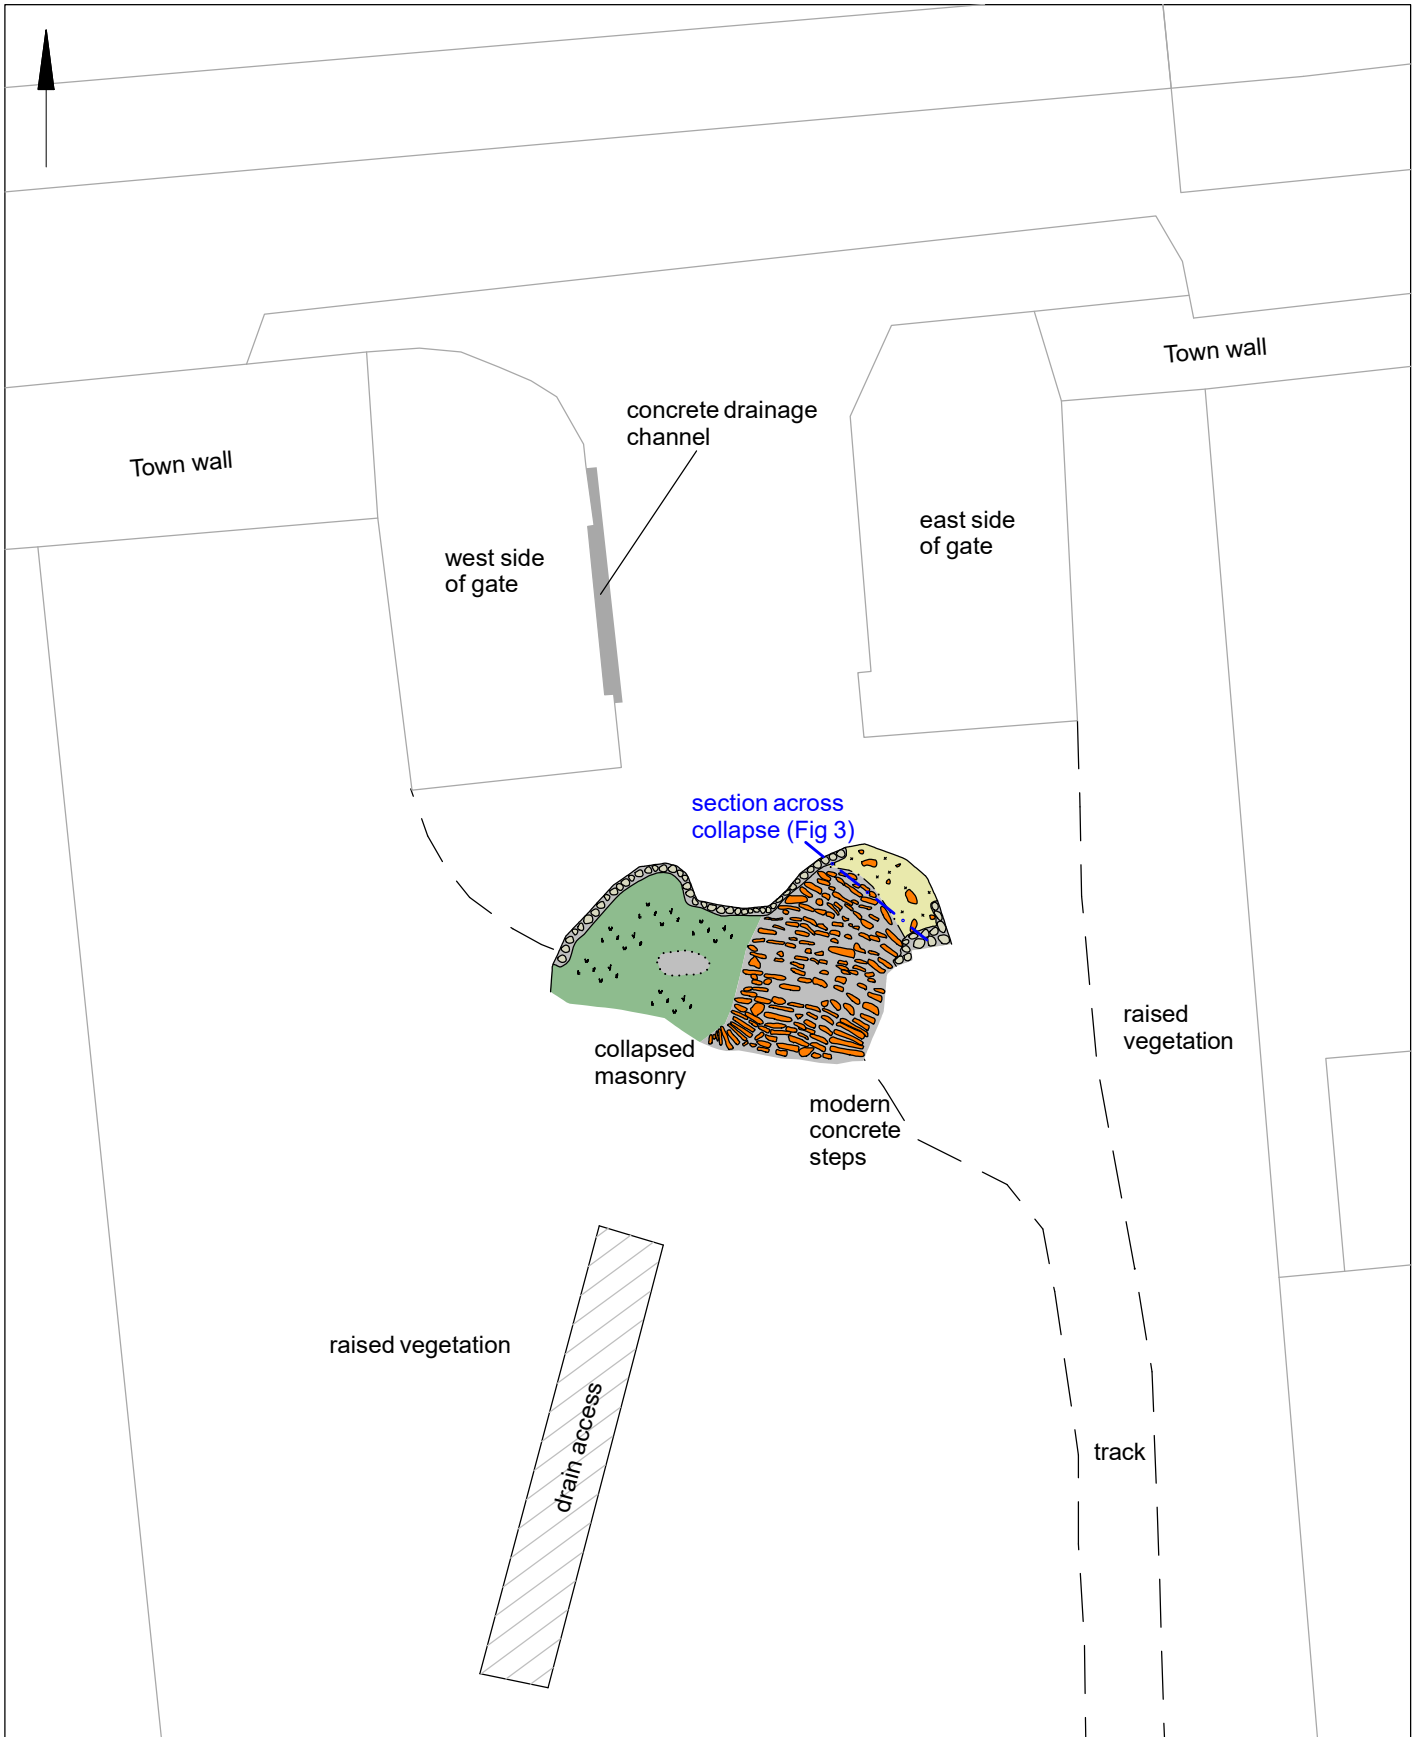 Town wall
concrete drainage
channel
Town wall
east side
of gate
west side
of gate
section across
collapse (Fig 3)
raised
vegetation
collapsed
masonry
modern
concrete
steps
raised vegetation
drain access
track